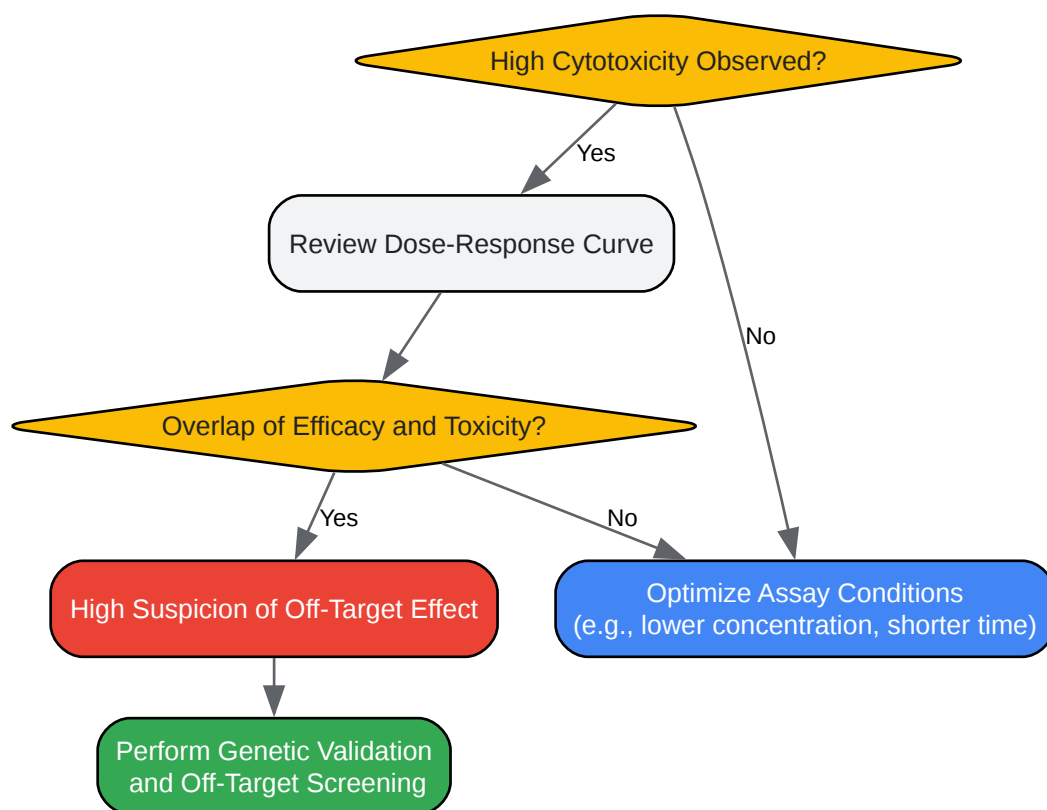 High Cytotoxicity Observed?
Yes
Review Dose-Response Curve
No
Overlap of Efficacy and Toxicity?
Yes
No
High Suspicion of Off-Target Effect
Optimize Assay Conditions
(e.g., lower concentration, shorter time)
Perform Genetic Validation
and Off-Target Screening